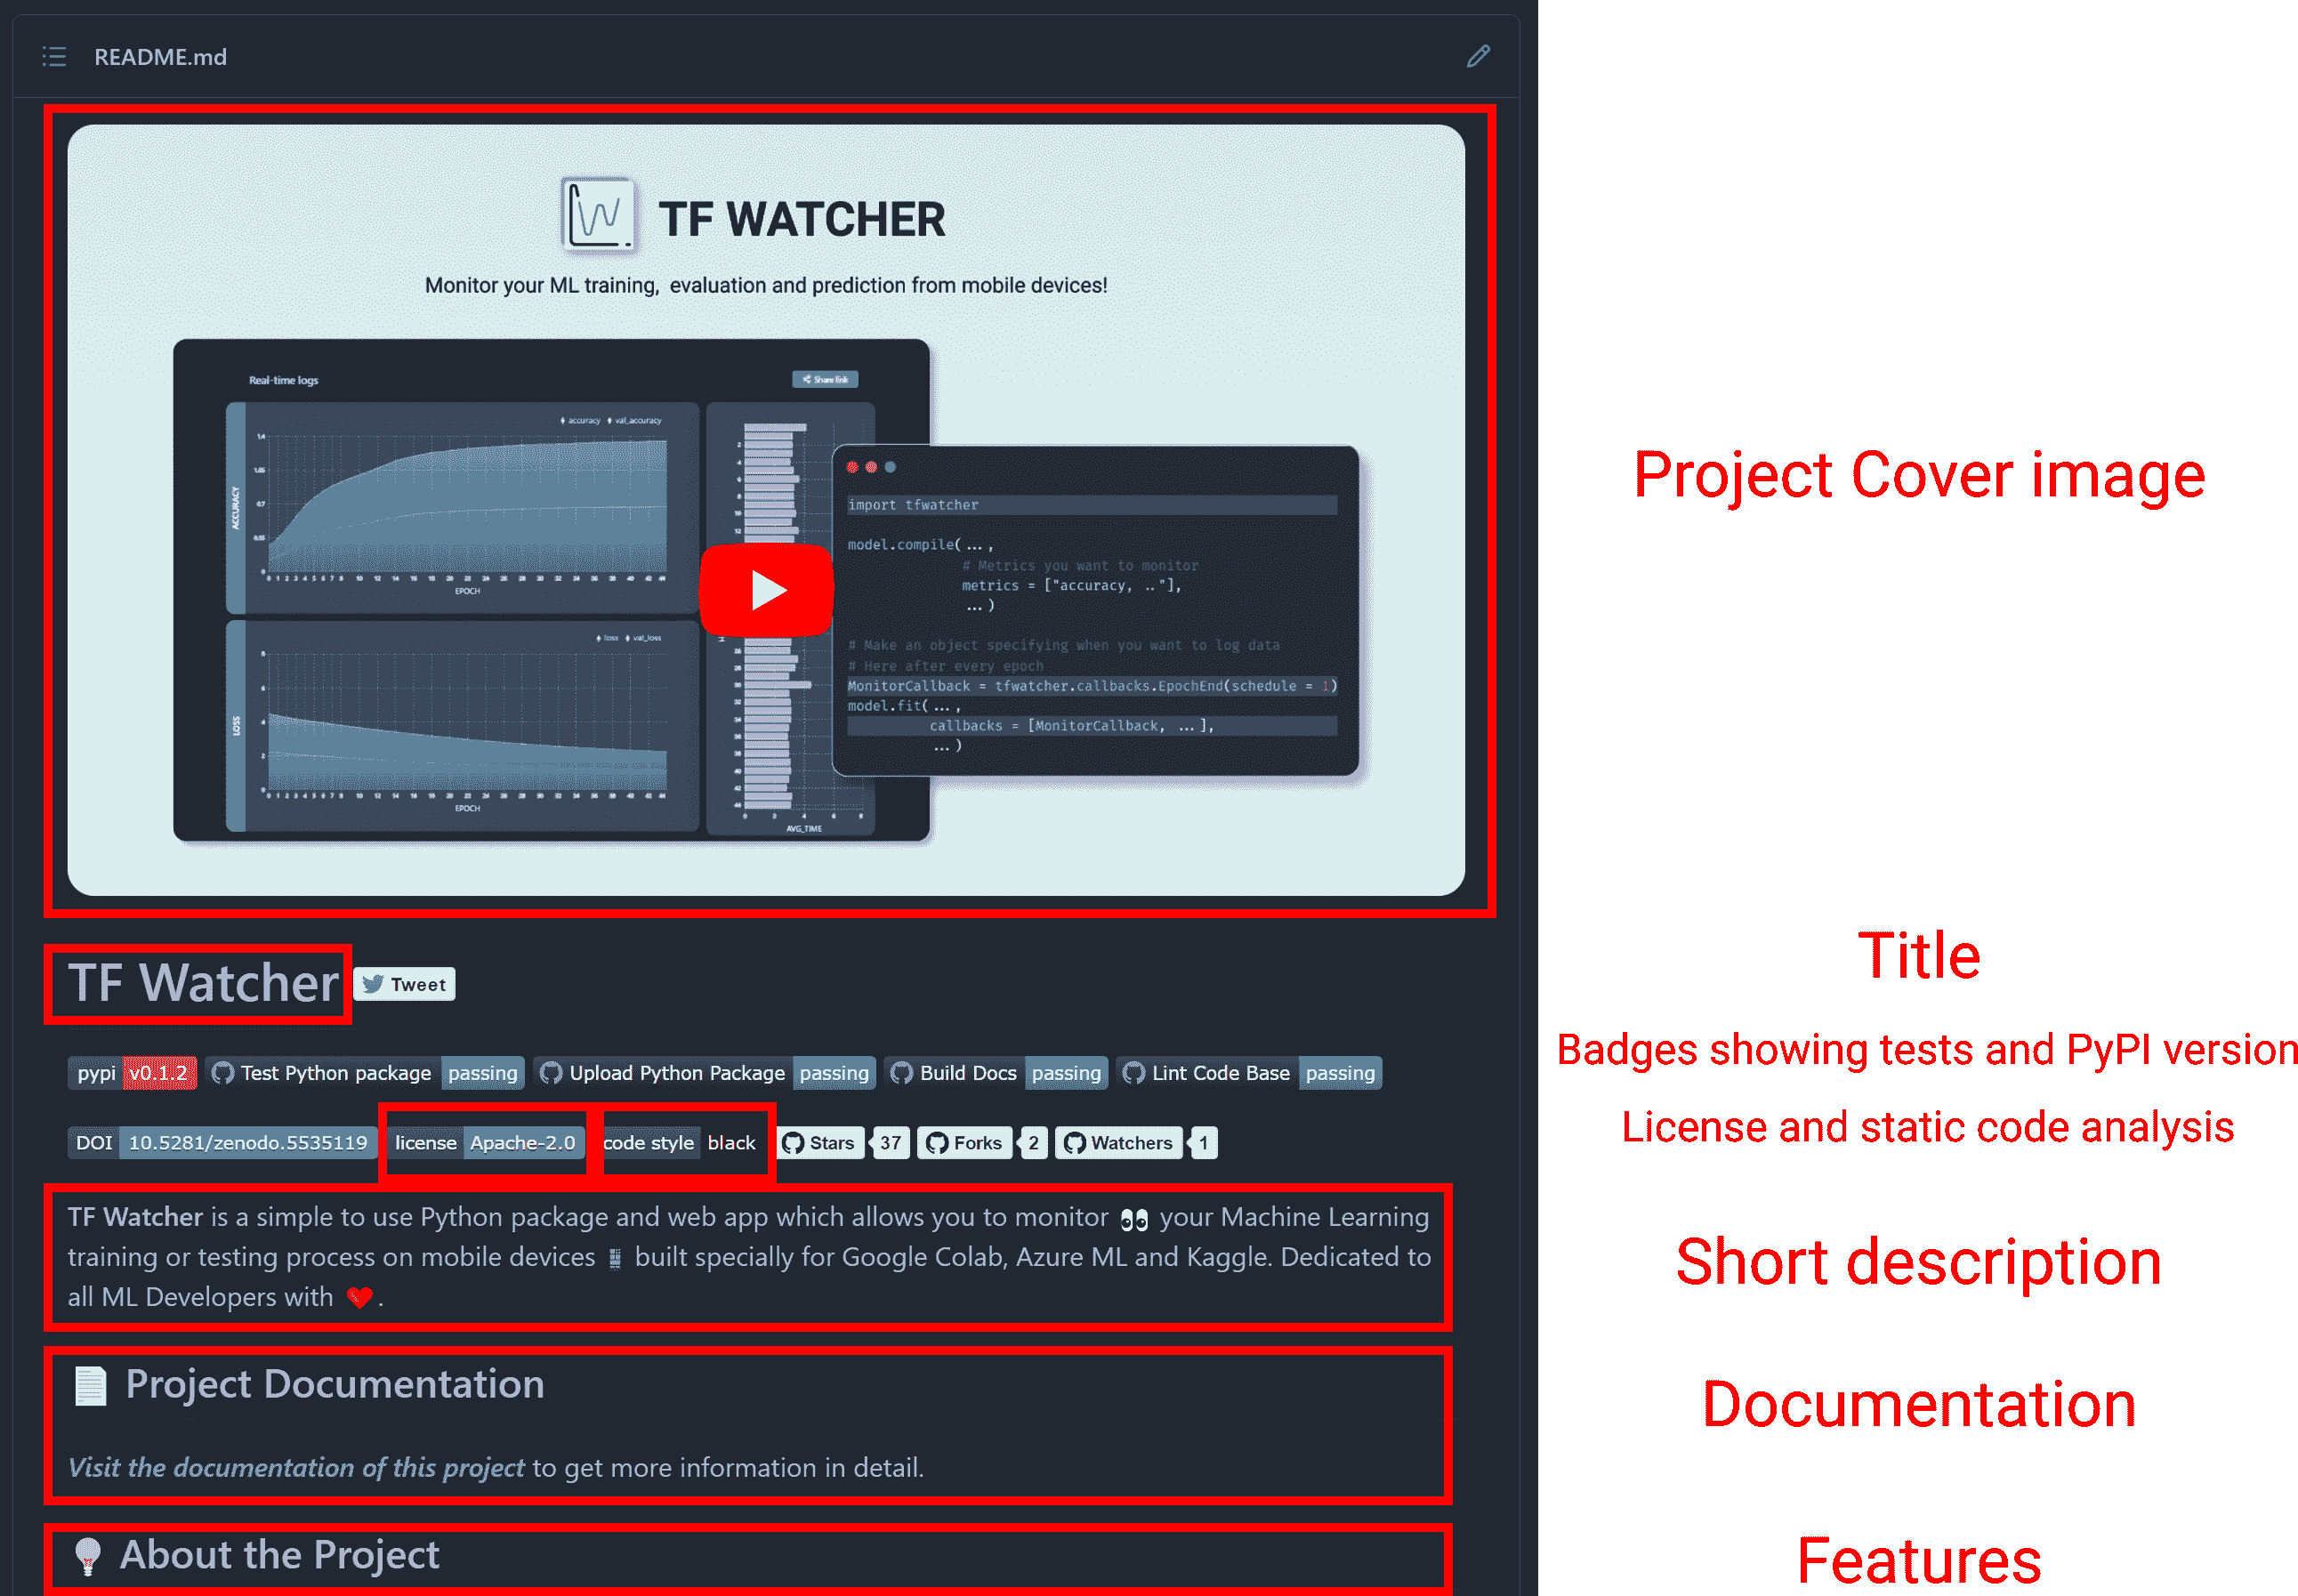 README.md
TF WATCHER
Monitor your ML training, evaluation and prediction from mobile devices!
Real-time logs
Share link
accuracy val_accuracy
ACCURACY
EPOCH
loss val_loss
LOSS
EPOCH
AVG_TIME
import tfwatcher
model.compile( ... ,
# Metrics you want to monitor
metrics = ["accuracy, .."],
... )
# Make an object specifying when you want to log data
# Here after every epoch
MonitorCallback = tfwatcher.callbacks.EpochEnd(schedule = 1)
model.fit( ... ,
callbacks = [MonitorCallback, ... ],
... )
Project Cover image
TF Watcher Tweet
Title
pypi v0.1.2 Test Python package passing Upload Python Package passing Build Docs passing Lint Code Base passing
Badges showing tests and PyPI version
DOI 10.5281/zenodo.5535119 license Apache-2.0 code style black Stars 37 Forks 2 Watchers 1
License and static code analysis
TF Watcher is a simple to use Python package and web app which allows you to monitor 👀 your Machine Learning
training or testing process on mobile devices 📱 built specially for Google Colab, Azure ML and Kaggle. Dedicated to
all ML Developers with ❤️.
Short description
📄 Project Documentation
Visit the documentation of this project to get more information in detail.
Documentation
💡 About the Project
Features